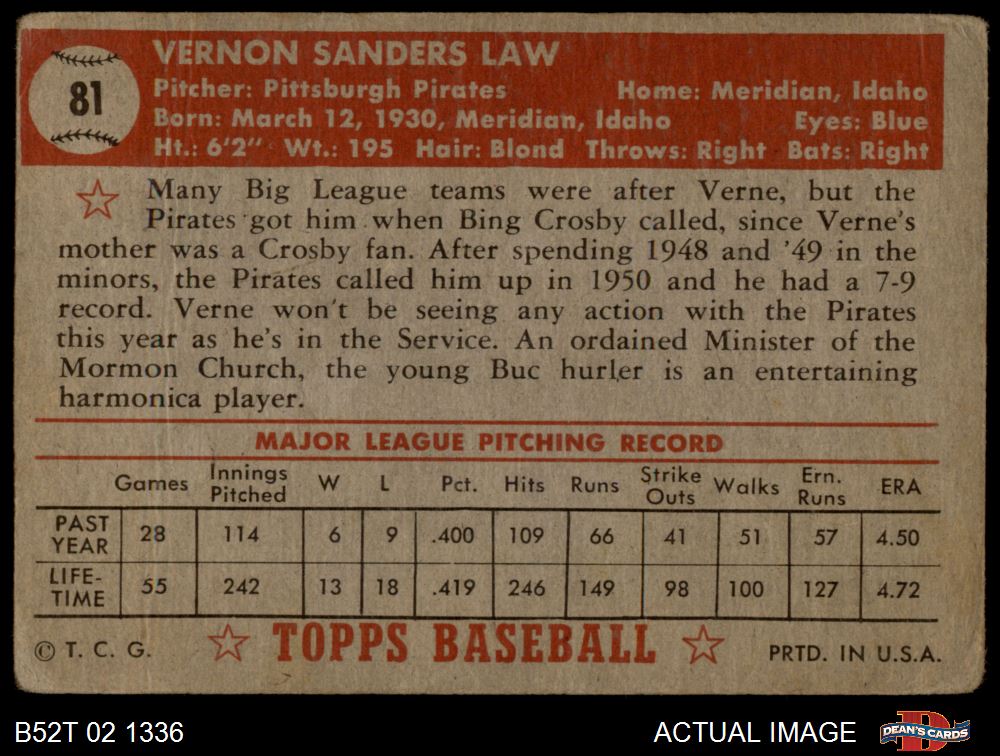 81
VERNON SANDERS LAW
Pitcher: Pittsburgh Pirates Home: Meridian, Idaho
Born: March 12, 1930, Meridian, Idaho Eyes: Blue
Ht.: 6'2" Wt.: 195 Hair: Blond Throws: Right Bats: Right
Many Big League teams were after Verne, but the
Pirates got him when Bing Crosby called, since Verne's
mother was a Crosby fan. After spending 1948 and '49 in the
minors, the Pirates called him up in 1950 and he had a 7-9
record. Verne won't be seeing any action with the Pirates
this year as he's in the Service. An ordained Minister of the
Mormon Church, the young Buc hurler is an entertaining
harmonica player.
MAJOR LEAGUE PITCHING RECORD
Games Innings Pitched W L Pct. Hits Runs Strike Outs Walks Ern. Runs ERA
PAST YEAR 28 114 6 9 .400 109 66 41 51 57 4.50
LIFE-TIME 55 242 13 18 .419 246 149 98 100 127 4.72
© T. C. G. TOPPS BASEBALL PRTD. IN U.S.A.
B52T 02 1336 ACTUAL IMAGE DEAN'S CARDS